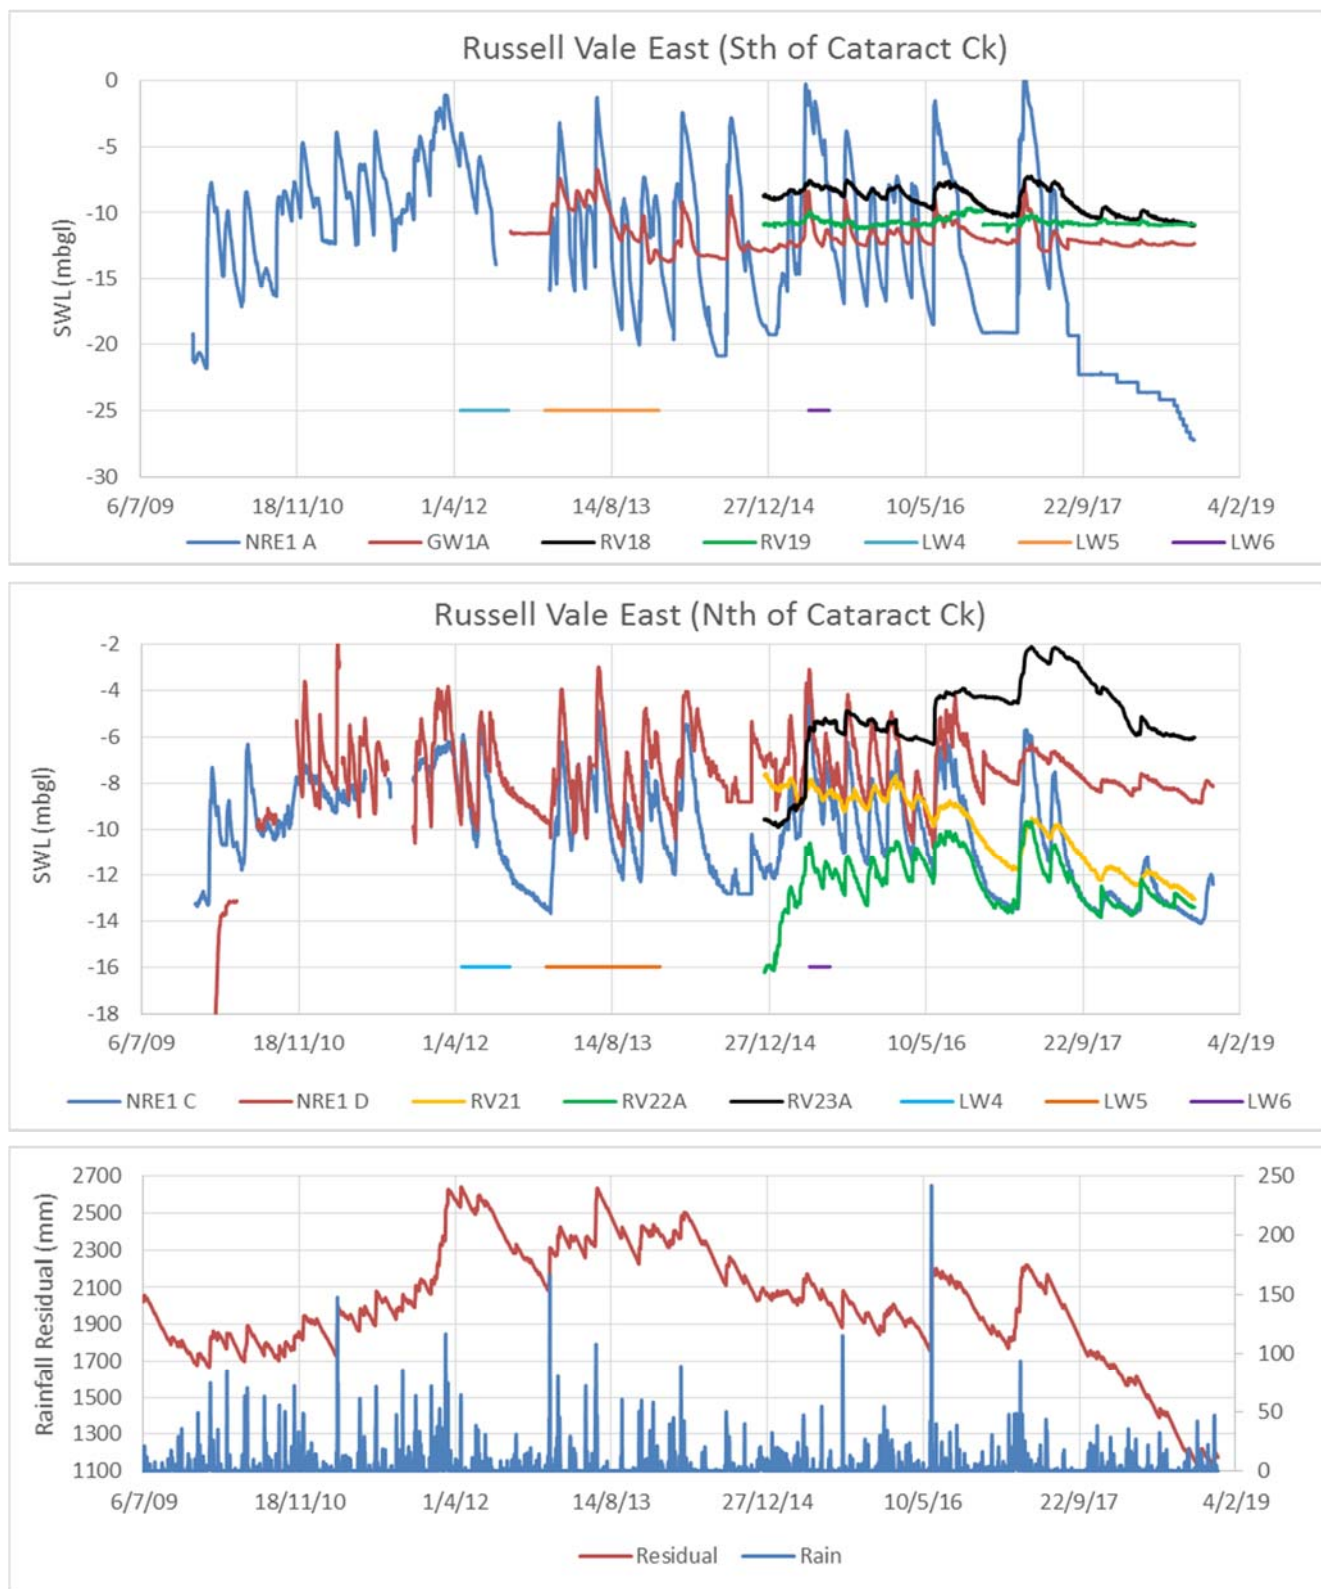 Russell Vale East (Sth of Cataract Ck)
SWL (mbgl)
0
-5
-10
-15
-20
-25
-30
6/7/09 18/11/10 1/4/12 14/8/13 27/12/14 10/5/16 22/9/17 4/2/19
NRE1 A GW1A RV18 RV19 LW4 LW5 LW6
Russell Vale East (Nth of Cataract Ck)
SWL (mbgl)
-2
-4
-6
-8
-10
-12
-14
-16
-18
6/7/09 18/11/10 1/4/12 14/8/13 27/12/14 10/5/16 22/9/17 4/2/19
NRE1 C NRE1 D RV21 RV22A RV23A LW4 LW5 LW6
Rainfall Residual (mm)
2700 250
2500
2300 200
2100 150
1900
1700 100
1500
1300 50
1100 0
6/7/09 18/11/10 1/4/12 14/8/13 27/12/14 10/5/16 22/9/17 4/2/19
Residual Rain